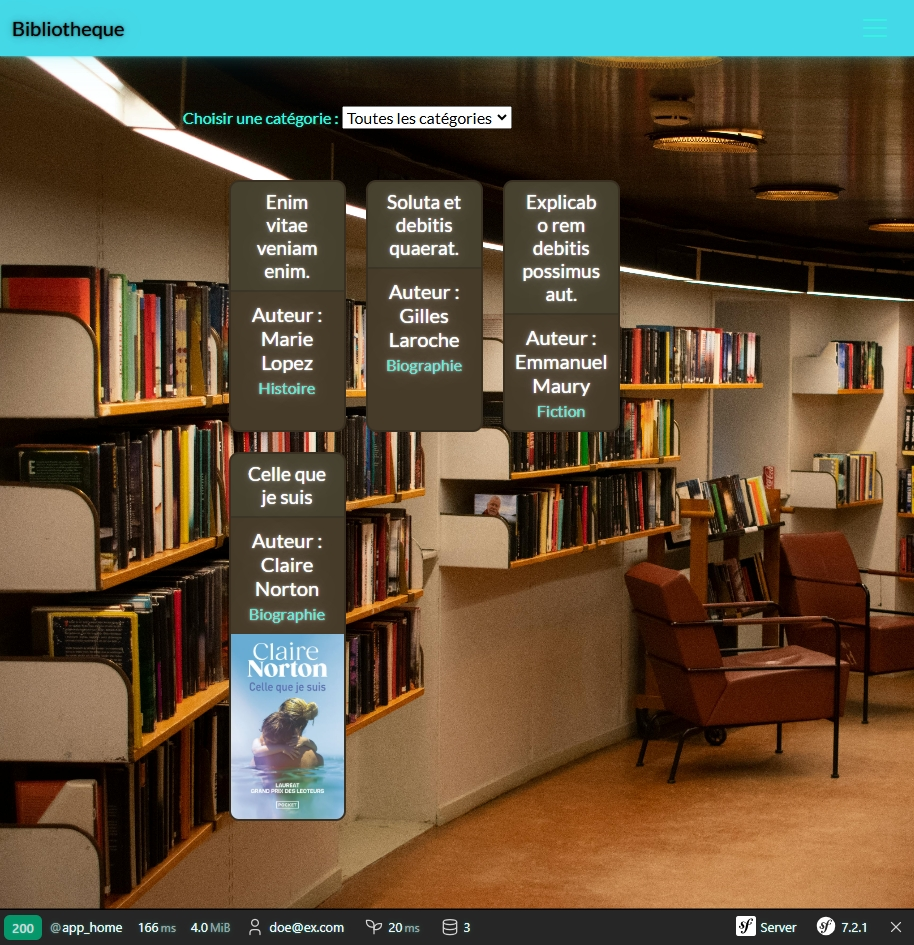 Bibliotheque
Choisir une catégorie : Toutes les catégories
Enim
vitae
veniam
enim.
Auteur :
Marie
Lopez
Histoire
Soluta et
debitis
quaerat.
Auteur :
Gilles
Laroche
Biographie
Explicab
o rem
debitis
possimus
aut.
Auteur :
Emmanuel
Maury
Fiction
Celle que
je suis
Auteur :
Claire
Norton
Biographie
Claire
Norton
Celle que je suis
LAURÉAT
GRAND PRIX DES LECTEURS
POCKET
200 @app_home 166 ms 4.0 MiB doe@ex.com 20 ms 3 sf Server sf 7.2.1